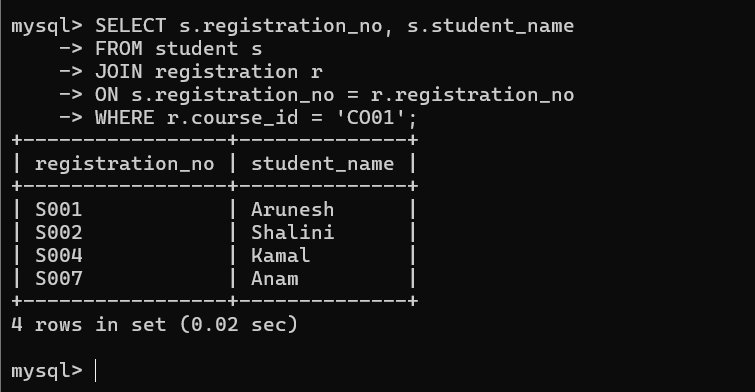 mysql> SELECT s.registration_no, s.student_name
    -> FROM student s
    -> JOIN registration r
    -> ON s.registration_no = r.registration_no
    -> WHERE r.course_id = 'CO01';
+-----------------+--------------+
| registration_no | student_name |
+-----------------+--------------+
| S001            | Arunesh      |
| S002            | Shalini      |
| S004            | Kamal        |
| S007            | Anam         |
+-----------------+--------------+
4 rows in set (0.02 sec)
mysql>